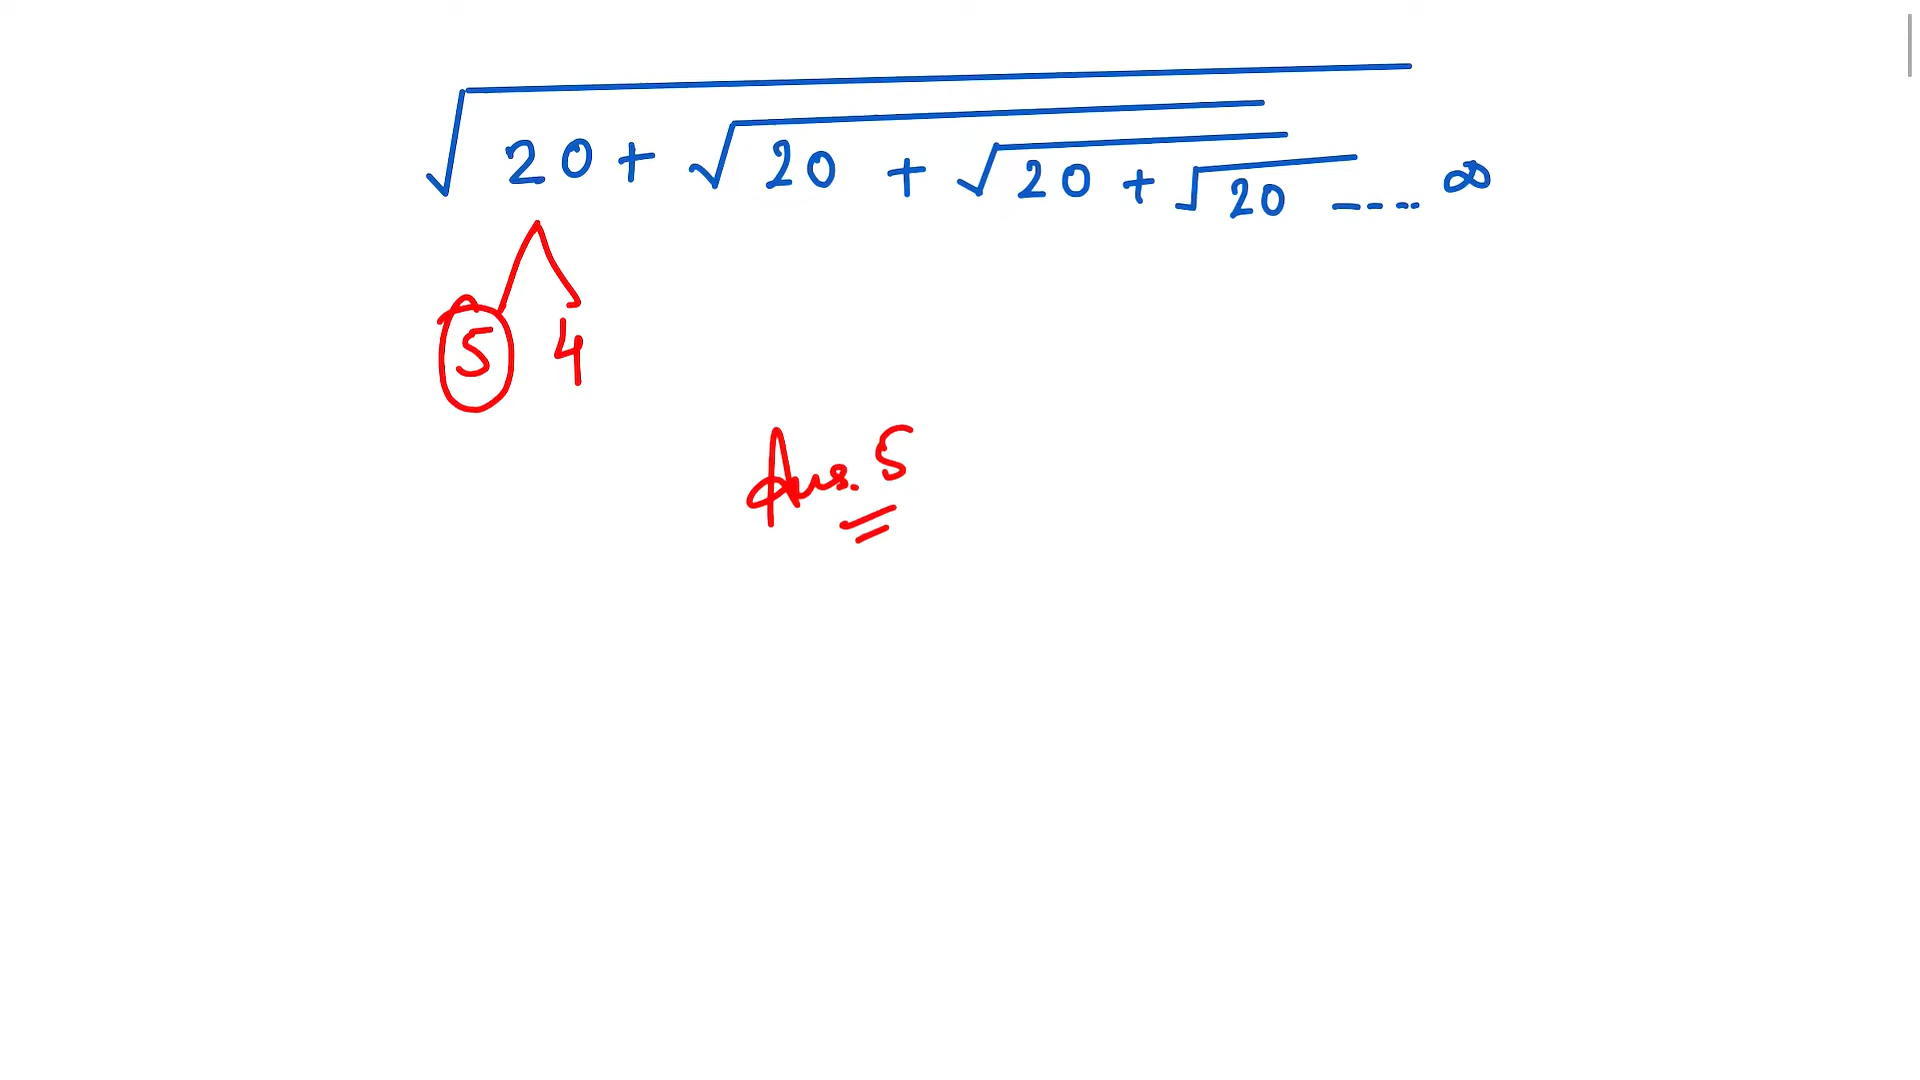 √20 + √20 + √20 + √20 ---- ∞
5 4
Ans. 5